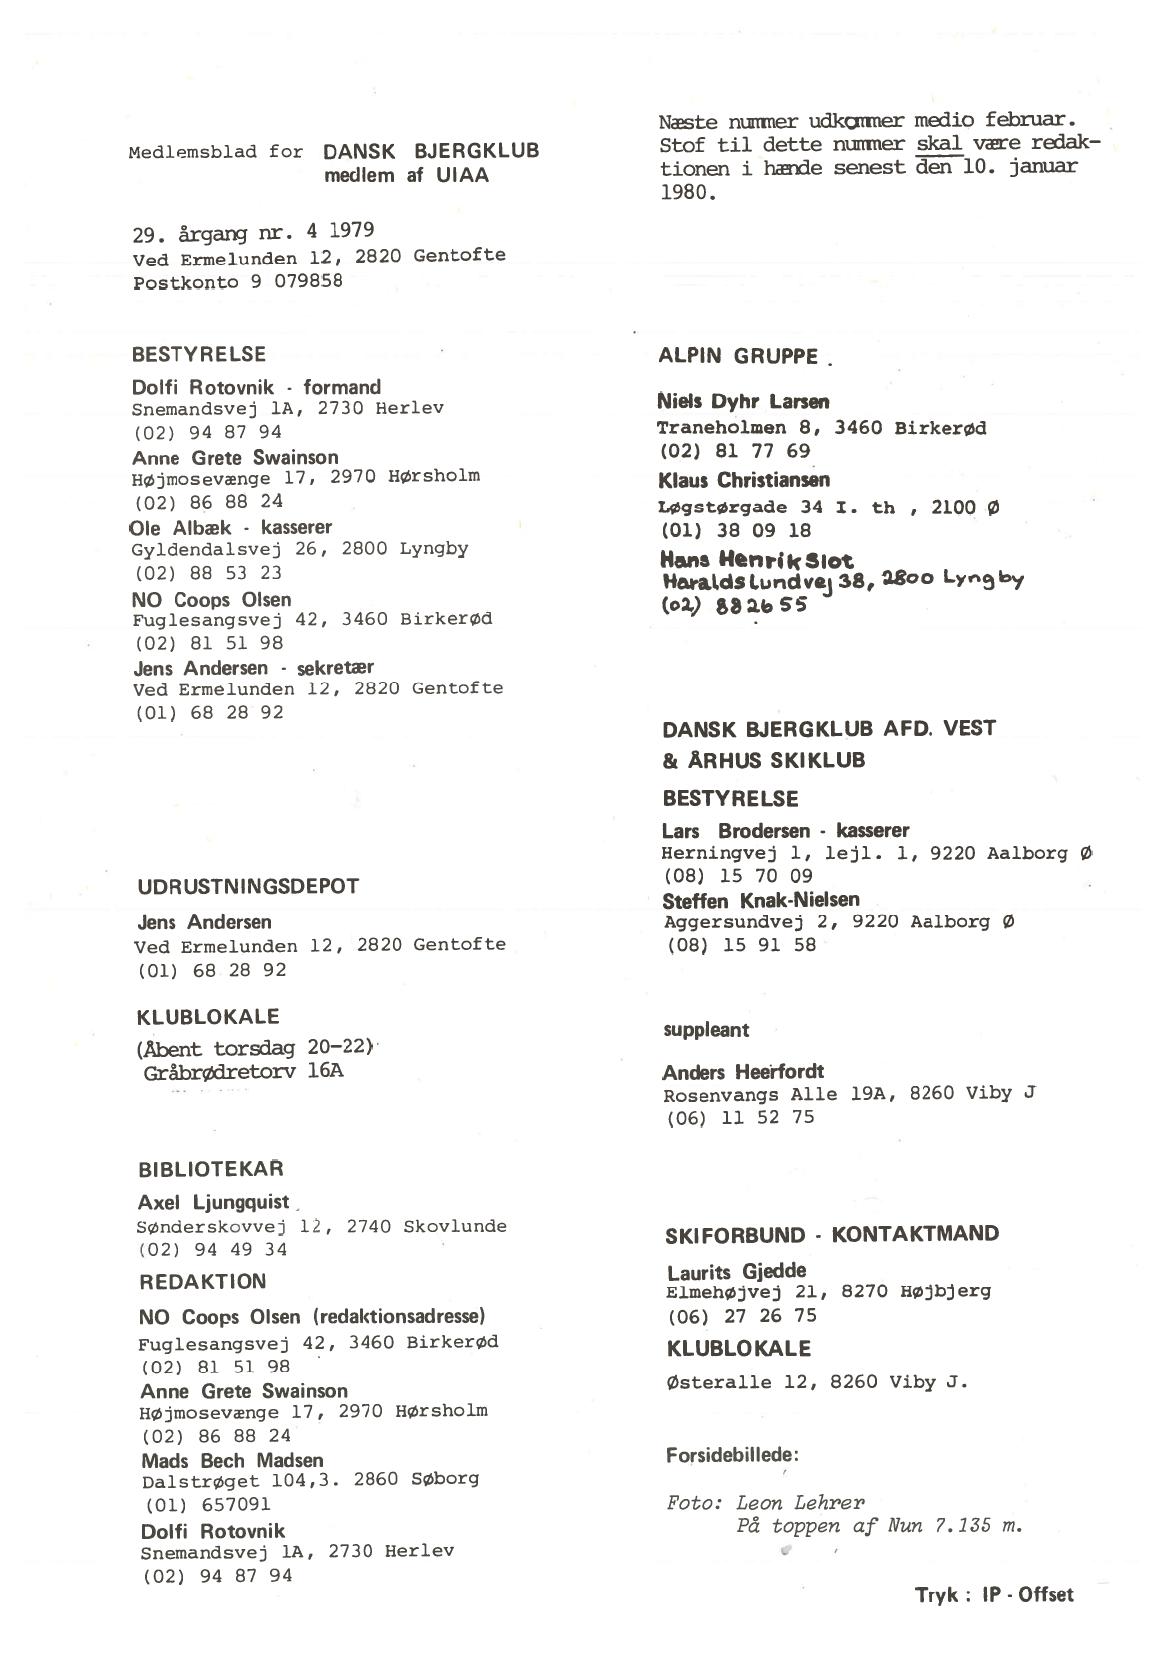 Medlemsblad for DANSK BJERGKLUB
medlem af UIAA
29. årgang nr. 4 1979
Ved Ermelunden 12, 2820 Gentofte
Postkonto 9 079858
BESTYRELSE
Dolfi Rotovnik - formand
Snemandsvej 1A, 2730 Herlev
(02) 94 87 94
Anne Grete Swainson
Højmosevænge 17, 2970 Hørsholm
(02) 86 88 24
Ole Albæk - kasserer
Gyldendalsvej 26, 2800 Lyngby
(02) 88 53 23
NO Coops Olsen
Fuglesangsvej 42, 3460 Birkerød
(02) 81 51 98
Jens Andersen - sekretær
Ved Ermelunden 12, 2820 Gentofte
(01) 68 28 92
UDRUSTNINGSDEPOT
Jens Andersen
Ved Ermelunden 12, 2820 Gentofte
(01) 68 28 92
KLUBLOKALE
(Åbent torsdag 20-22)
Gråbrødretorv 16A
BIBLIOTEKAR
Axel Ljungquist
Sønderskovvej 12, 2740 Skovlunde
(02) 94 49 34
REDAKTION
NO Coops Olsen (redaktionsadresse)
Fuglesangsvej 42, 3460 Birkerød
(02) 81 51 98
Anne Grete Swainson
Højmosevænge 17, 2970 Hørsholm
(02) 86 88 24
Mads Bech Madsen
Dalstrøget 104,3. 2860 Søborg
(01) 657091
Dolfi Rotovnik
Snemandsvej 1A, 2730 Herlev
(02) 94 87 94
Næste nummer udkommer medio februar.
Stof til dette nummer skal være redak-
tionen i hænde senest den 10. januar
1980.
ALPIN GRUPPE
Niels Dyhr Larsen
Traneholmen 8, 3460 Birkerød
(02) 81 77 69
Klaus Christiansen
Løgstørgade 34 I. th , 2100 Ø
(01) 38 09 18
Hans Henrik Slot
Haralds Lundvej 38, 2800 Lyngby
(02) 88 26 55
DANSK BJERGKLUB AFD. VEST
& ÅRHUS SKIKLUB
BESTYRELSE
Lars Brodersen - kasserer
Herningvej 1, lejl. 1, 9220 Aalborg Ø
(08) 15 70 09
Steffen Knak-Nielsen
Aggersundvej 2, 9220 Aalborg Ø
(08) 15 91 58
suppleant
Anders Heerfordt
Rosenvangs Alle 19A, 8260 Viby J
(06) 11 52 75
SKIFORBUND - KONTAKTMAND
Laurits Gjedde
Elmehøjvej 21, 8270 Højbjerg
(06) 27 26 75
KLUBLOKALE
Østeralle 12, 8260 Viby J.
Forsidebillede:
Foto: Leon Lehrer
På toppen af Nun 7.135 m.
Tryk : IP - Offset